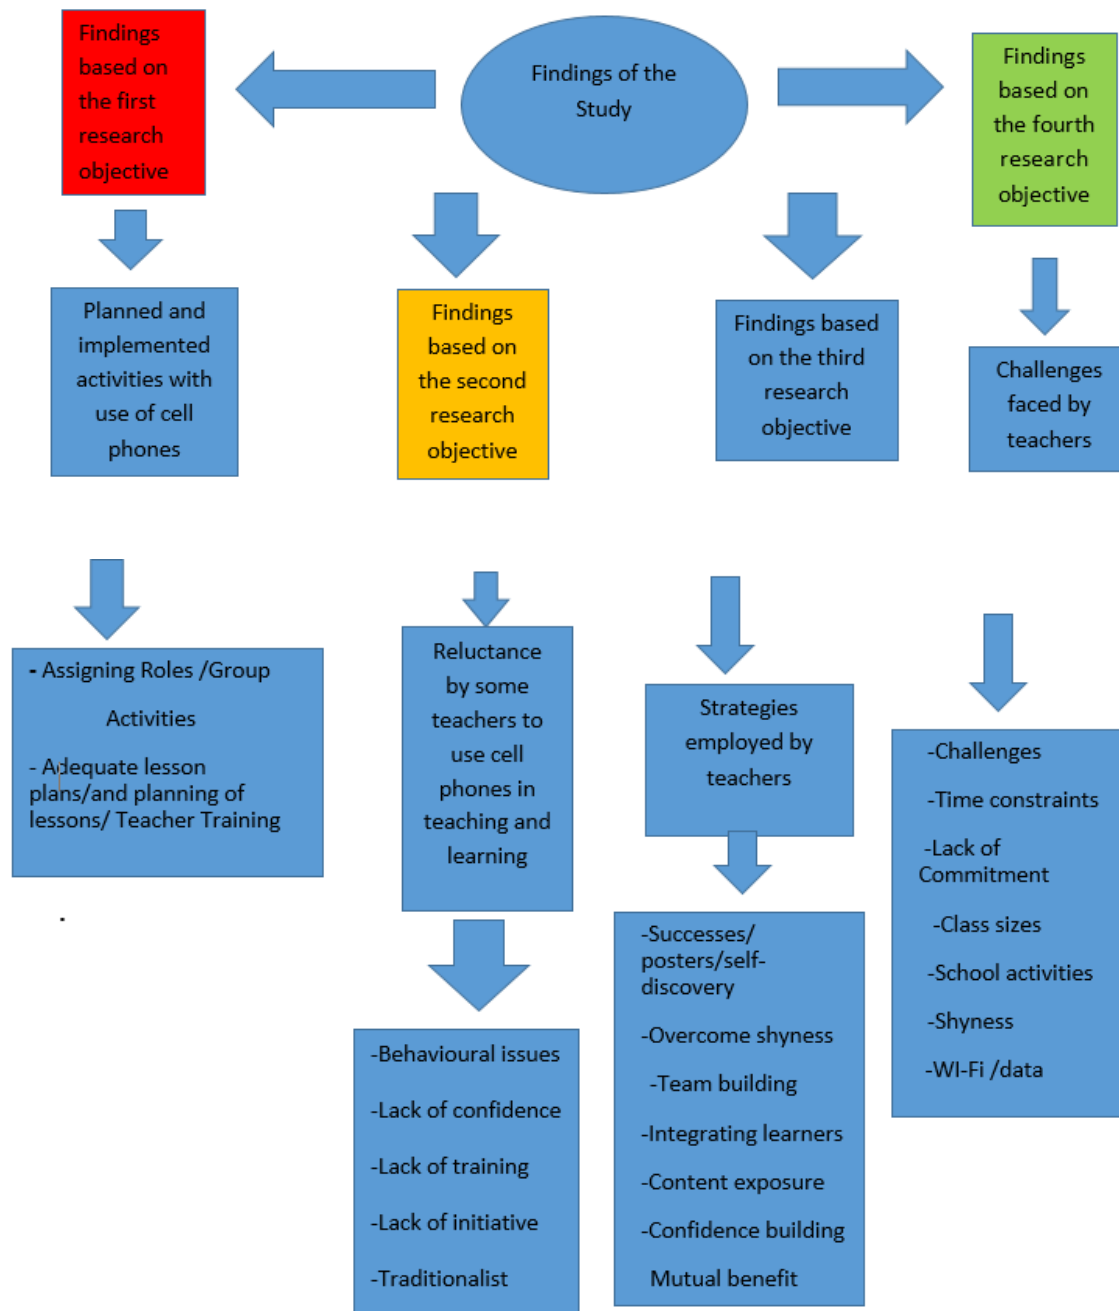 Findings
based on
the first
research
objective
Findings of the
Study
Findings
based on
the fourth
research
objective
Planned and
implemented
activities with
use of cell
phones
Findings
based on
the second
research
objective
Findings based
on the third
research
objective
Challenges
faced by
teachers
- Assigning Roles /Group
Activities
- Adequate lesson
plans/and planning of
lessons/ Teacher Training
.
Reluctance
by some
teachers to
use cell
phones in
teaching and
learning
Strategies
employed by
teachers
-Challenges
-Time constraints
-Lack of
Commitment
-Class sizes
-School activities
-Shyness
-WI-Fi /data
-Behavioural issues
-Lack of confidence
-Lack of training
-Lack of initiative
-Traditionalist
-Successes/
posters/self-
discovery
-Overcome shyness
-Team building
-Integrating learners
-Content exposure
-Confidence building
Mutual benefit